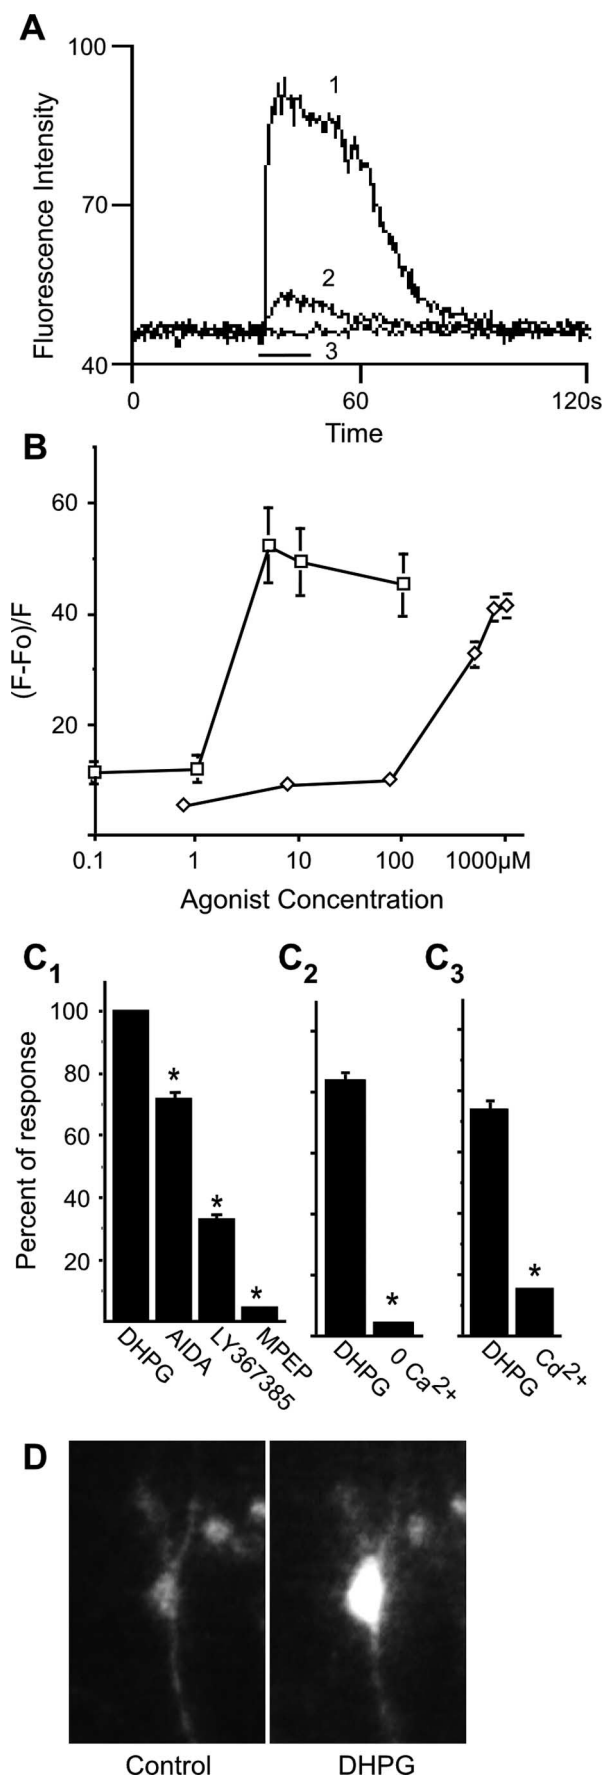 A
100
1
Fluorescence Intensity
70
2
3
40
0
60
120s
Time
B
60
(F-Fo)/F
40
20
0.1
1
10
100
1000µM
Agonist Concentration
C1
C2
C3
100
80
60
40
20
Percent of response
*
*
*
*
*
DHPG
AIDA
LY367385
MPEP
DHPG
0 Ca2+
DHPG
Cd2+
D
Control
DHPG